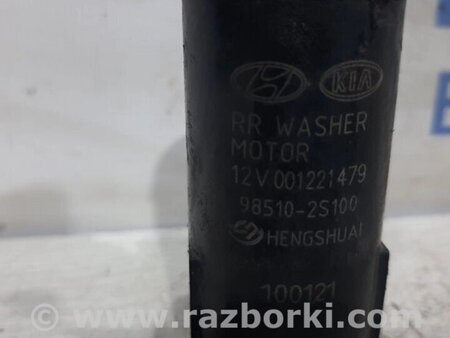 KIA
RR WASHER
MOTOR
12V 001221479
98510-2S100
HENGSHUAI
100121
www.razborki.com